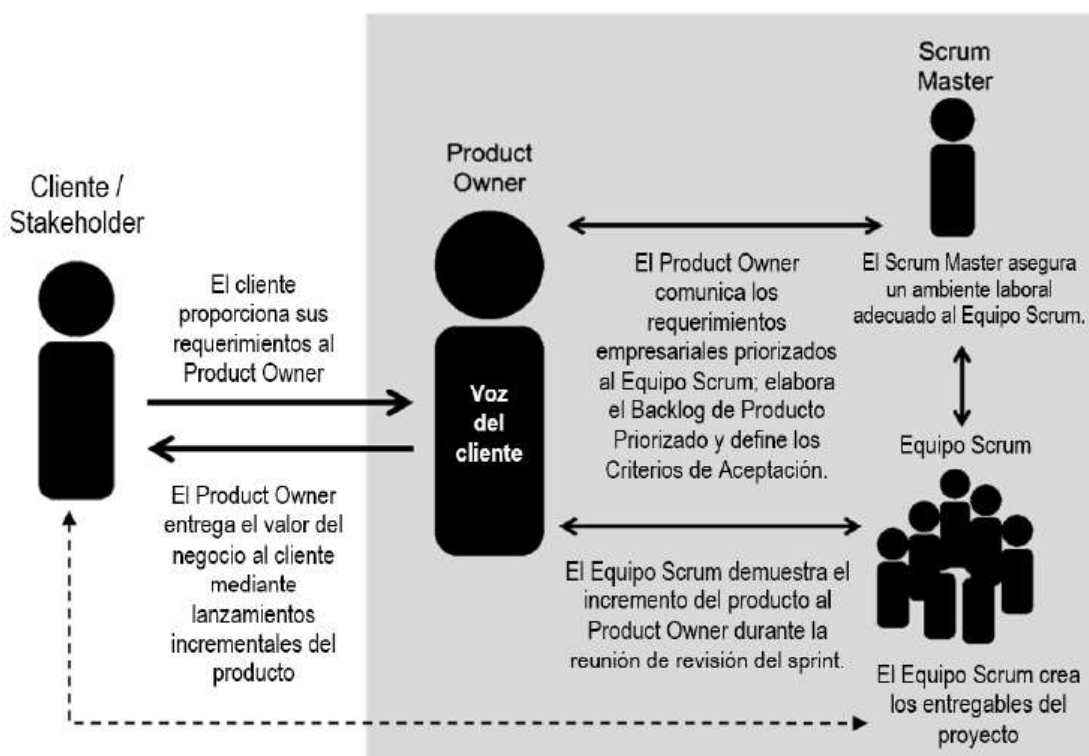 Cliente /
Stakeholder
El cliente
proporciona sus
requerimientos al
Product Owner
El Product Owner
entrega el valor del
negocio al cliente
mediante
lanzamientos
incrementales del
producto
Product
Owner
Voz
del
cliente
El Product Owner
comunica los
requerimientos
empresariales priorizados
al Equipo Scrum; elabora
el Backlog de Producto
Priorizado y define los
Criterios de Aceptación.
El Equipo Scrum demuestra el
incremento del producto al
Product Owner durante la
reunión de revisión del sprint.
Scrum
Master
El Scrum Master asegura
un ambiente laboral
adecuado al Equipo Scrum.
Equipo Scrum
El Equipo Scrum crea
los entregables del
proyecto